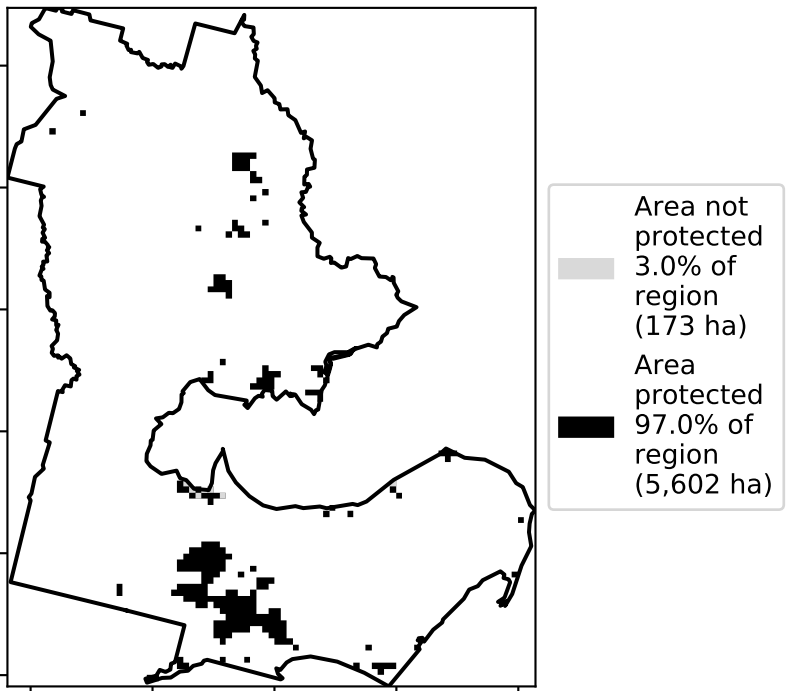 Area not
protected
3.0% of
region
(173 ha)
Area
protected
97.0% of
region
(5,602 ha)